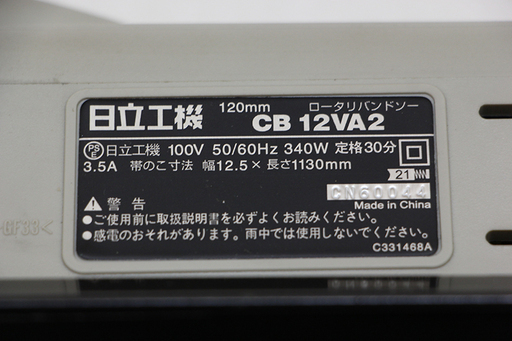 日立工機 120mm ロータリバンドソー
CB 12VA2
PSE 日立工機 100V 50/60Hz 340W 定格30分
3.5A 帯のこ寸法 幅12.5×長さ1130mm
21
CN60044
Made in China
警告
●ご使用前に取扱説明書を必ずよくお読みください。
●感電のおそれがあります。雨中では使用しないでください。
C331468A
GF33<